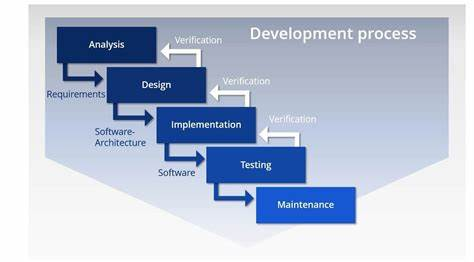 Development process
Analysis
Verification
Requirements
Design
Verification
Software-
Architecture
Implementation
Verification
Software
Testing
Maintenance